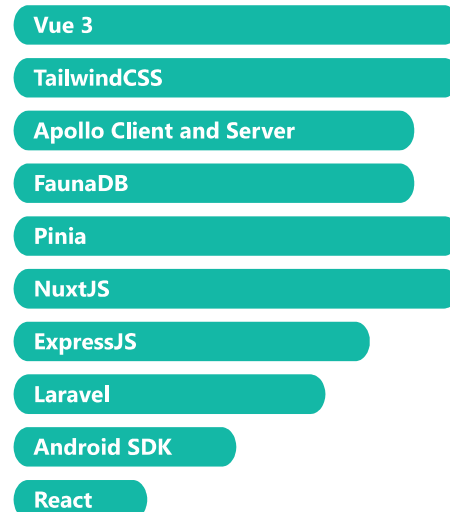 Vue 3
TailwindCSS
Apollo Client and Server
FaunaDB
Pinia
NuxtJS
ExpressJS
Laravel
Android SDK
React